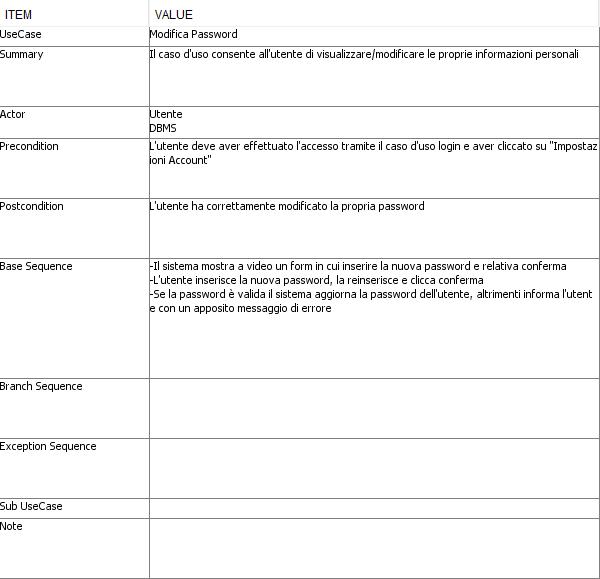 ITEM VALUE
UseCase Modifica Password
Summary Il caso d'uso consente all'utente di visualizzare/modificare le proprie informazioni personali
Actor Utente
DBMS
Precondition L'utente deve aver effettuato l'accesso tramite il caso d'uso login e aver cliccato su "Impostaz
ioni Account"
Postcondition L'utente ha correttamente modificato la propria password
Base Sequence -Il sistema mostra a video un form in cui inserire la nuova password e relativa conferma
-L'utente inserisce la nuova password, la reinserisce e clicca conferma
-Se la password è valida il sistema aggiorna la password dell'utente, altrimenti informa l'utent
e con un apposito messaggio di errore
Branch Sequence
Exception Sequence
Sub UseCase
Note